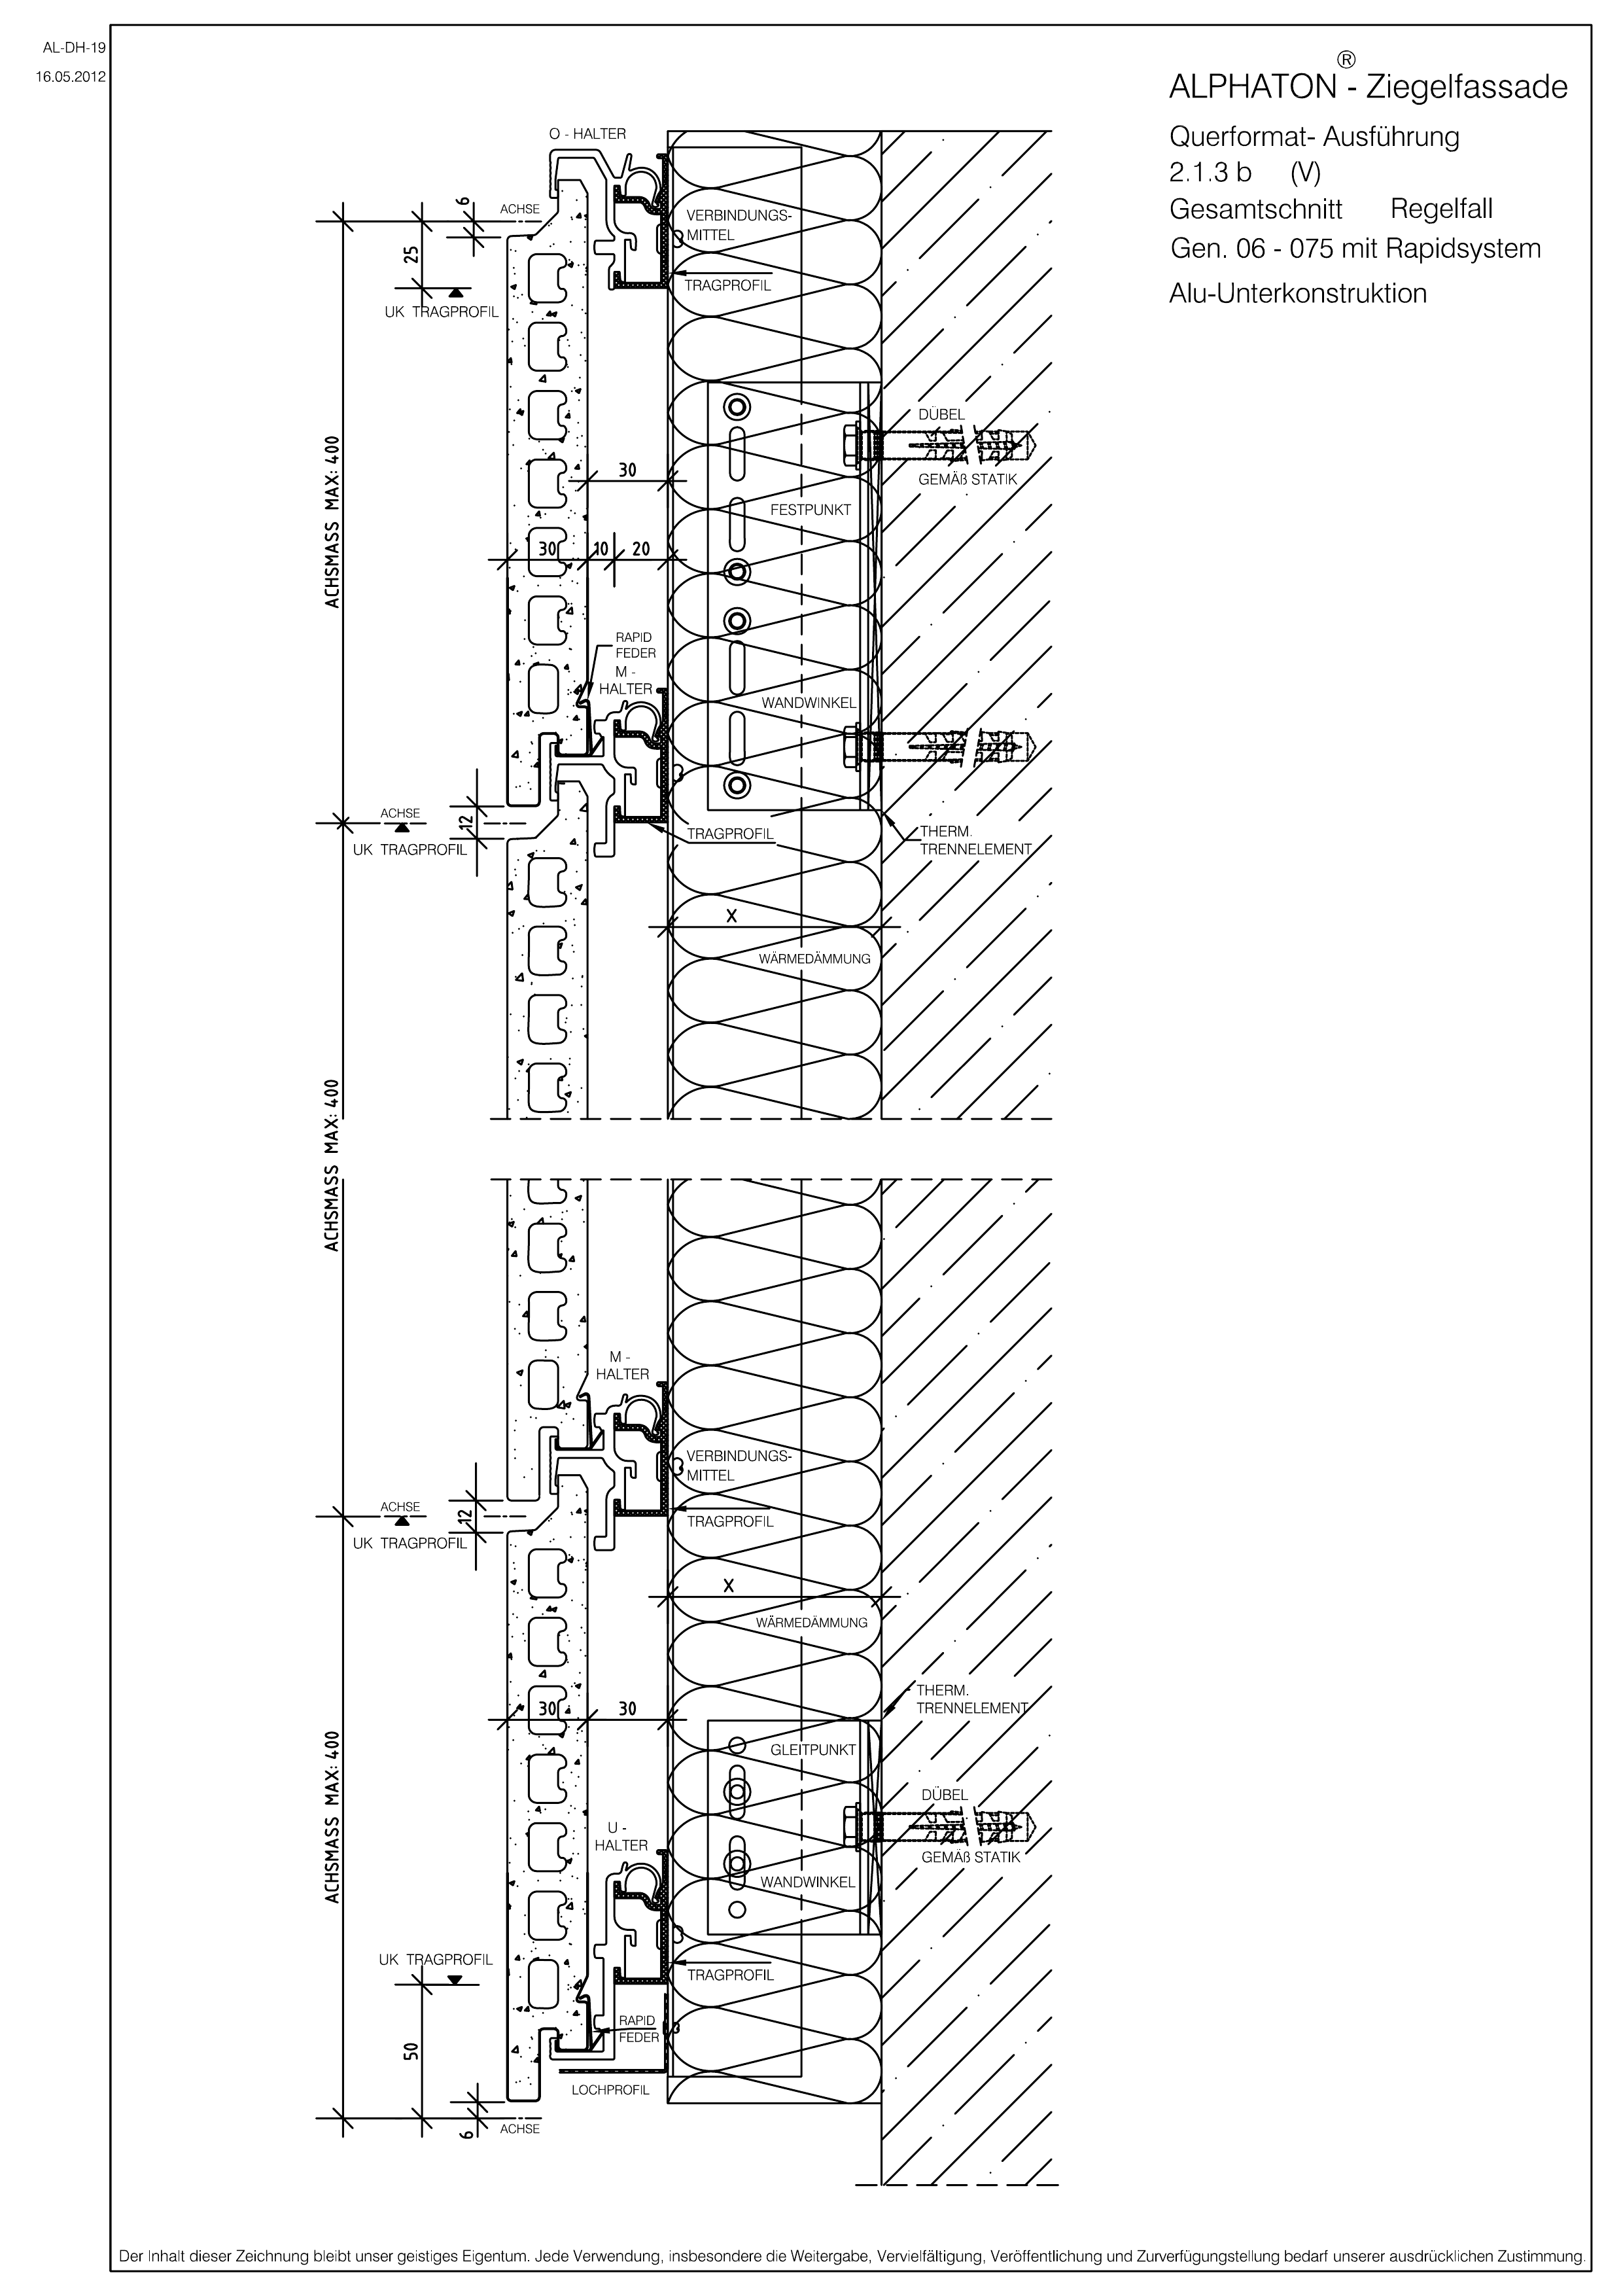 AL-DH-19
16.05.2012
ALPHATON® - Ziegelfassade
Querformat- Ausführung
2.1.3 b (V)
Gesamtschnitt Regelfall
Gen. 06 - 075 mit Rapidsystem
Alu-Unterkonstruktion
O - HALTER
ACHSE
6
25
UK TRAGPROFIL
VERBINDUNGS-
MITTEL
TRAGPROFIL
ACHSMASS MAX: 400
DÜBEL
GEMÄß STATIK
30
FESTPUNKT
30
10
20
RAPID
FEDER
M -
HALTER
WANDWINKEL
ACHSE
12
UK TRAGPROFIL
TRAGPROFIL
THERM.
TRENNELEMENT
X
WÄRMEDÄMMUNG
ACHSMASS MAX: 400
M -
HALTER
VERBINDUNGS-
MITTEL
ACHSE
12
UK TRAGPROFIL
TRAGPROFIL
X
WÄRMEDÄMMUNG
THERM.
TRENNELEMENT
30
30
GLEITPUNKT
ACHSMASS MAX: 400
DÜBEL
GEMÄß STATIK
U -
HALTER
WANDWINKEL
UK TRAGPROFIL
TRAGPROFIL
50
RAPID
FEDER
LOCHPROFIL
6
ACHSE
Der Inhalt dieser Zeichnung bleibt unser geistiges Eigentum. Jede Verwendung, insbesondere die Weitergabe, Vervielfältigung, Veröffentlichung und Zurverfügungstellung bedarf unserer ausdrücklichen Zustimmung.